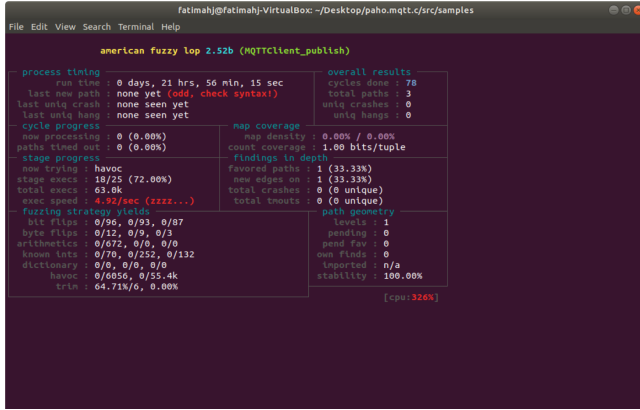 fatimahj@fatimahj-VirtualBox: ~/Desktop/paho.mqtt.c/src/samples
File Edit View Search Terminal Help
american fuzzy lop 2.52b (MQTTClient_publish)
process timing overall results
run time : 0 days, 21 hrs, 56 min, 15 sec cycles done : 78
last new path : none yet (odd, check syntax!) total paths : 3
last uniq crash : none seen yet uniq crashes : 0
last uniq hang : none seen yet uniq hangs : 0
cycle progress map coverage
now processing : 0 (0.00%) map density : 0.00% / 0.00%
paths timed out : 0 (0.00%) count coverage : 1.00 bits/tuple
stage progress findings in depth
now trying : havoc favored paths : 1 (33.33%)
stage execs : 18/25 (72.00%) new edges on : 1 (33.33%)
total execs : 63.0k total crashes : 0 (0 unique)
exec speed : 4.92/sec (zzzz...) total tmouts : 0 (0 unique)
fuzzing strategy yields path geometry
bit flips : 0/96, 0/93, 0/87 levels : 1
byte flips : 0/12, 0/9, 0/3 pending : 0
arithmetics : 0/672, 0/0, 0/0 pend fav : 0
known ints : 0/70, 0/252, 0/132 own finds : 0
dictionary : 0/0, 0/0, 0/0 imported : n/a
havoc : 0/6056, 0/55.4k stability : 100.00%
trim : 64.71%/6, 0.00%
[cpu:326%]